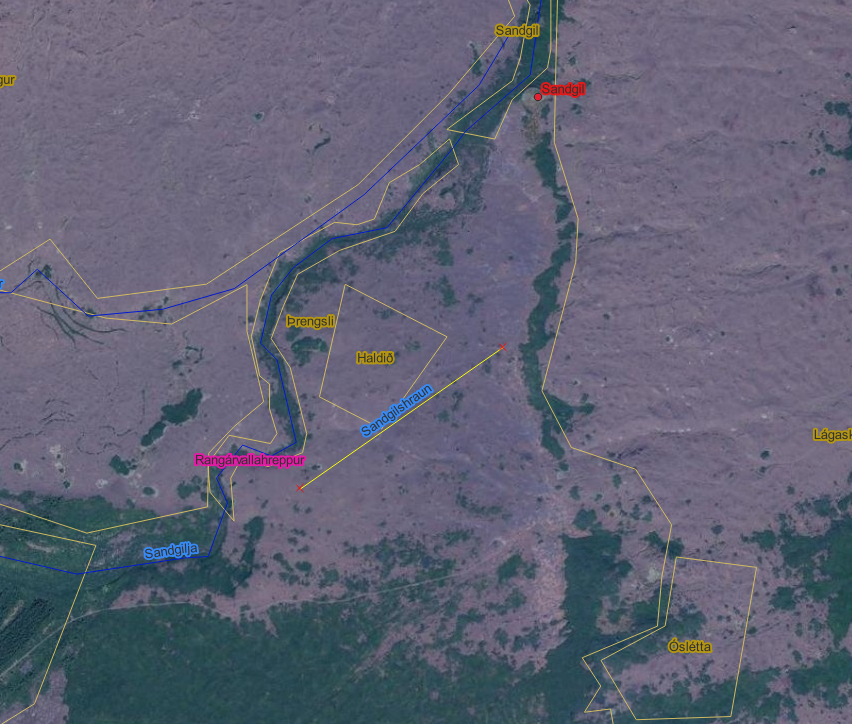 Sandgil
gur
Sandgil
r
Þrengsli
Haldið
Sandgilshraun
Lágask
Rangárvallahreppur
Sandgilja
Óslétta